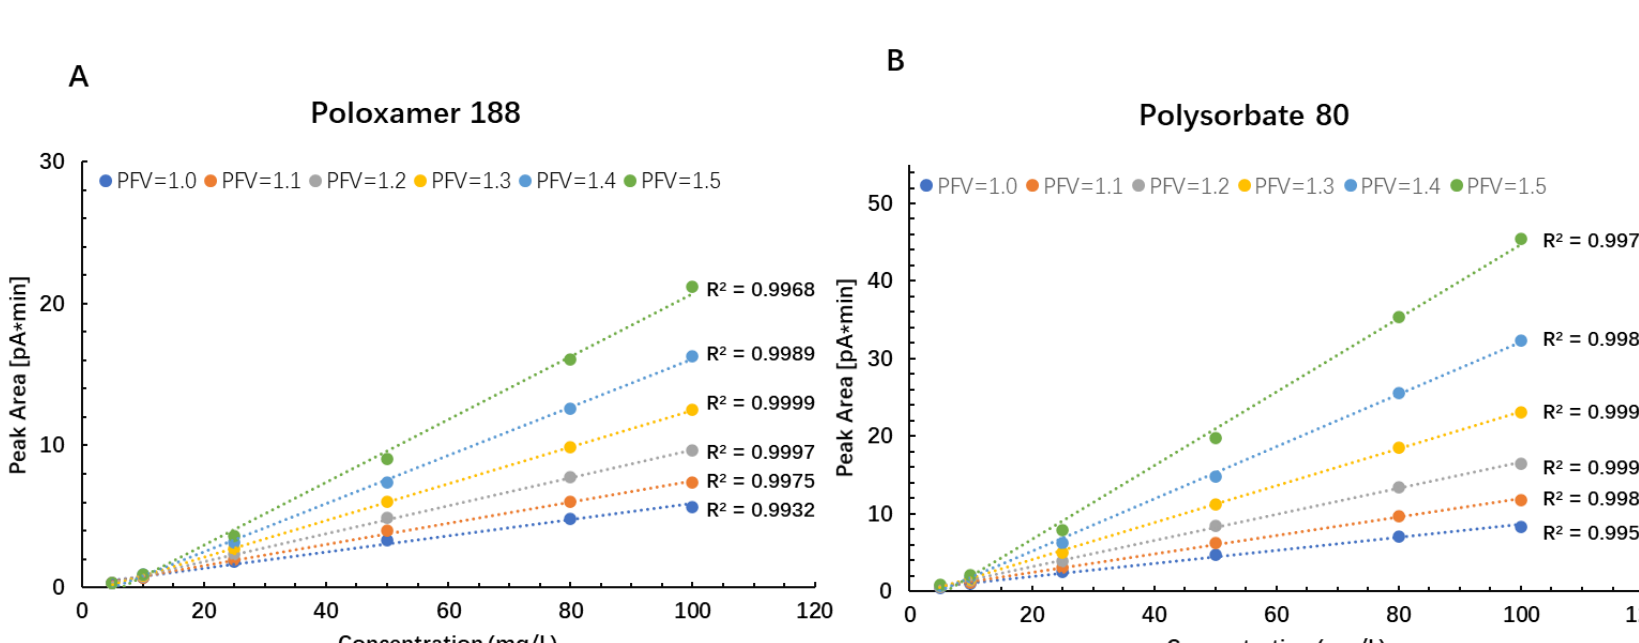 A
Poloxamer 188
30
PFV=1.0 PFV=1.1 PFV=1.2 PFV=1.3 PFV=1.4 PFV=1.5
20
10
0
Peak Area [pA*min]
R² = 0.9968
R² = 0.9989
R² = 0.9999
R² = 0.9997
R² = 0.9975
R² = 0.9932
0 20 40 60 80 100 120
Concentration (mg/L)
B
Polysorbate 80
PFV=1.0 PFV=1.1 PFV=1.2 PFV=1.3 PFV=1.4 PFV=1.5
50
40
30
20
10
0
Peak Area [pA*min]
R² = 0.997
R² = 0.998
R² = 0.999
R² = 0.999
R² = 0.998
R² = 0.995
0 20 40 60 80 100